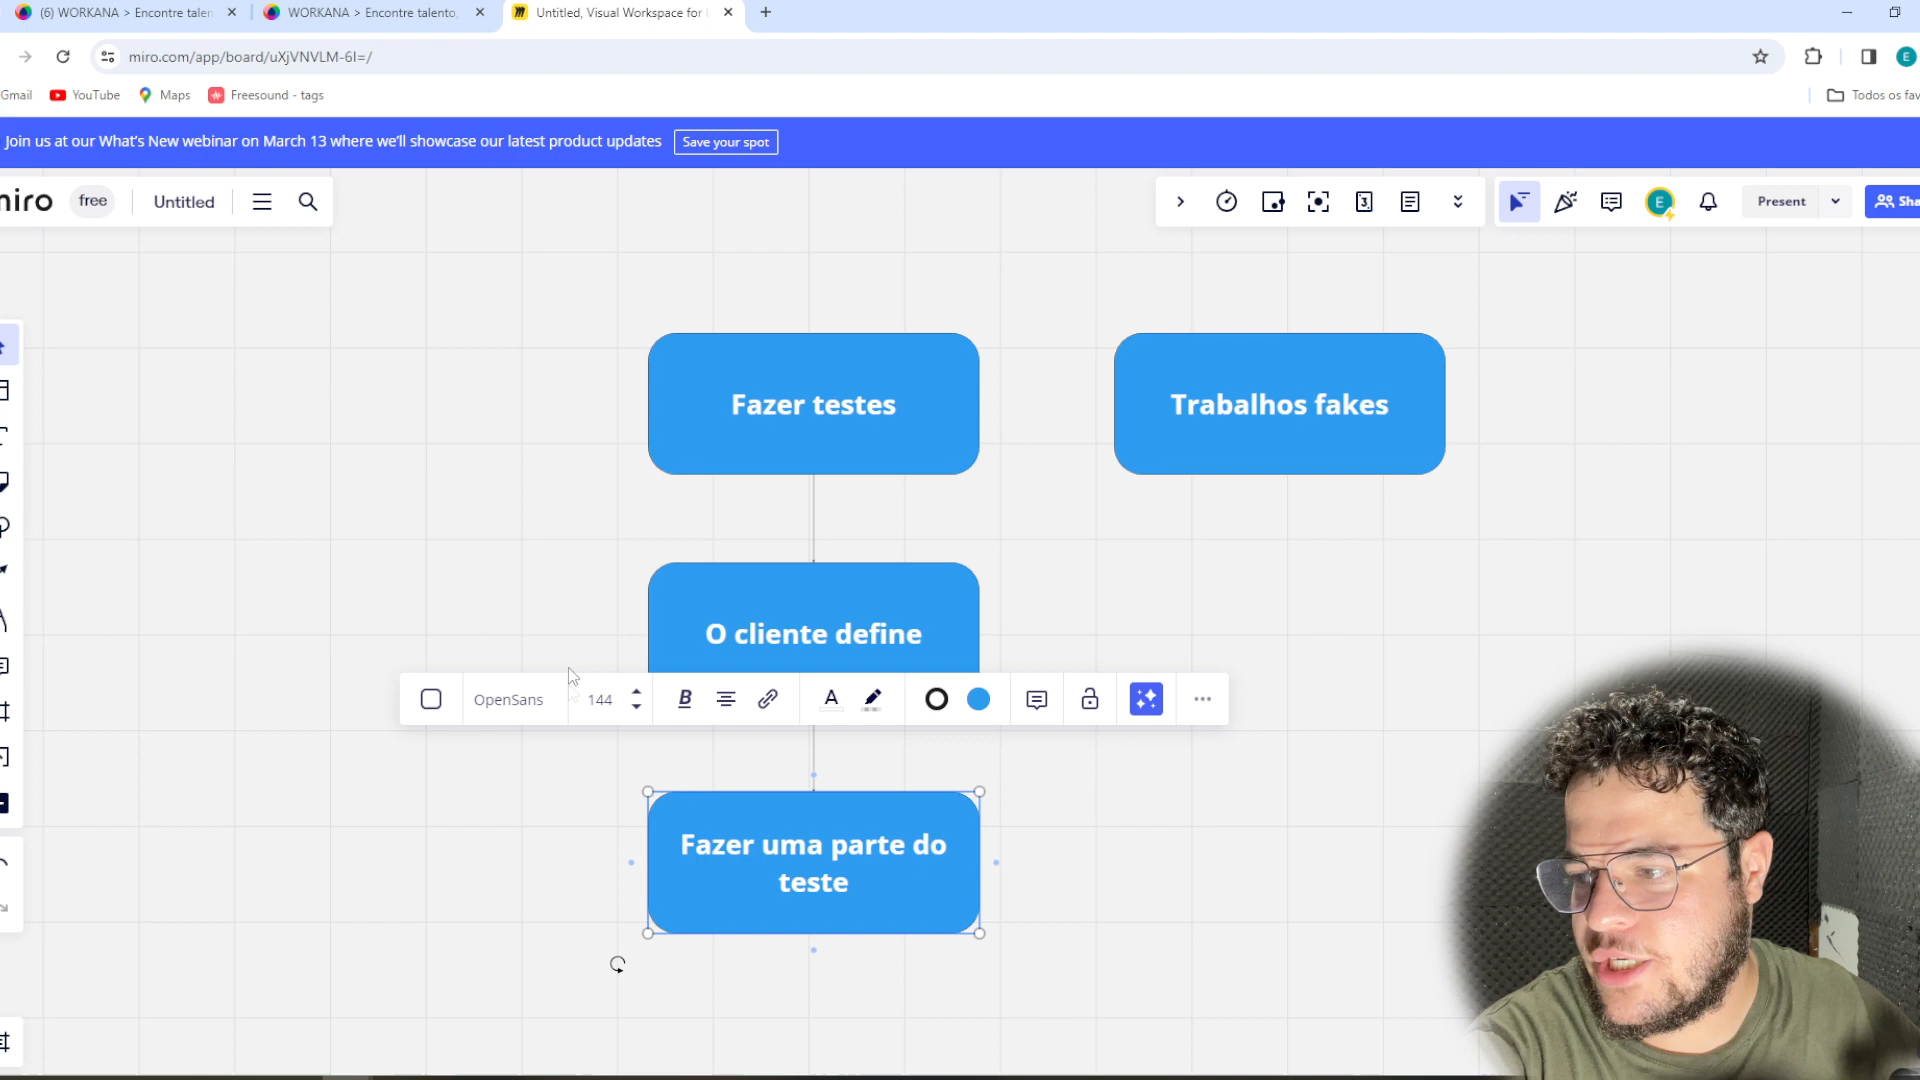 (6) WORKANA > Encontre talen
WORKANA > Encontre talento,
Untitled, Visual Workspace for
miro.com/app/board/uXjVNVLM-6I=/
E
Gmail
YouTube
Maps
Freesound - tags
Todos os fav
Join us at our What's New webinar on March 13 where we'll showcase our latest product updates
Save your spot
miro
free
Untitled
3
E
Present
Sha
Fazer testes
Trabalhos fakes
O cliente define
OpenSans
144
B
A
Fazer uma parte do
teste